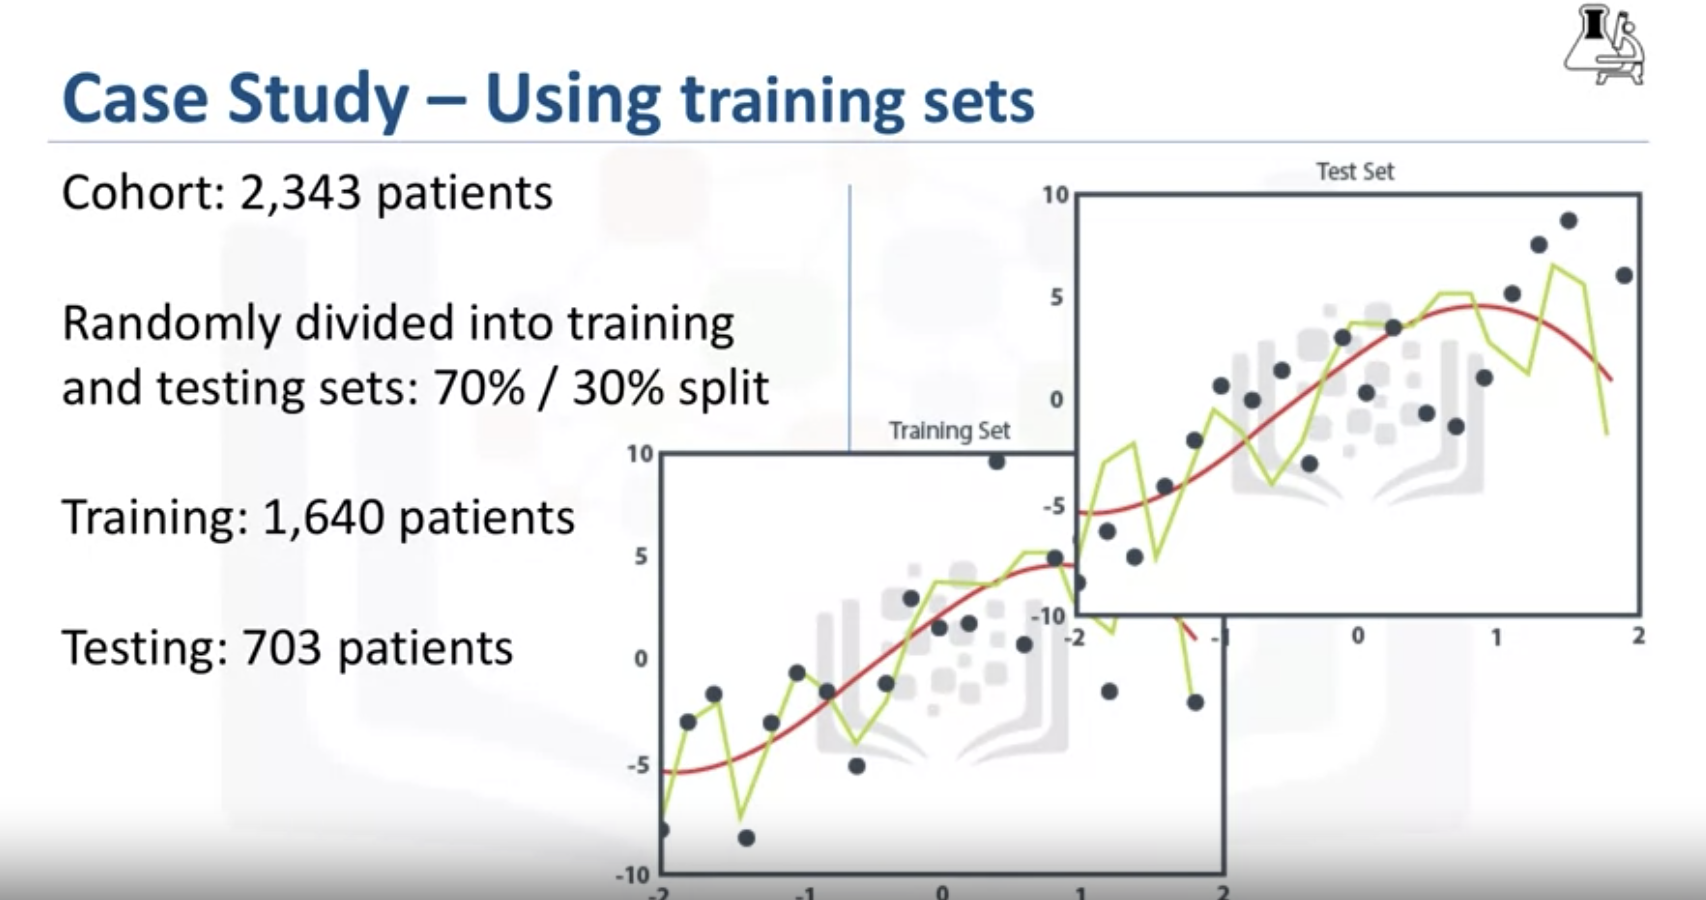 Case Study – Using training sets
Cohort: 2,343 patients
Randomly divided into training
and testing sets: 70% / 30% split
Training: 1,640 patients
Testing: 703 patients
Training Set
10
5
0
-5
-10
-2
-1
0
1
2
Test Set
10
5
0
-5
-10
-2
-1
0
1
2